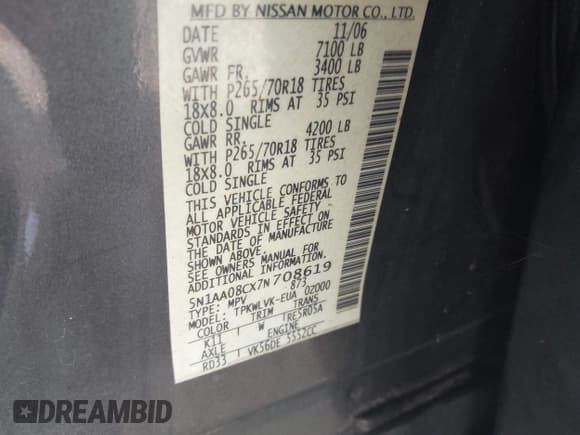 MFD BY NISSAN MOTOR CO., LTD.
DATE 11/06
GVWR 7100 LB
GAWR FR. 3400 LB
WITH P265/70R18 TIRES
18X8.0 RIMS AT 35 PSI
COLD SINGLE
GAWR RR. 4200 LB
WITH P265/70R18 TIRES
18X8.0 RIMS AT 35 PSI
COLD SINGLE
THIS VEHICLE CONFORMS TO
ALL APPLICABLE FEDERAL
MOTOR VEHICLE SAFETY
STANDARDS IN EFFECT ON
THE DATE OF MANUFACTURE
SHOWN ABOVE.
SEE OWNERS MANUAL FOR
ADDITIONAL INFORMATION.
5N1AA08CX7N708619
TYPE: MPV 873
MODEL: TPKWLVK-EUA 02000
COLOR TRIM TRANS
K11 W RE5R05A
AXLE ENGINE
RD33 VK56DE 5552CC
DREAMBID